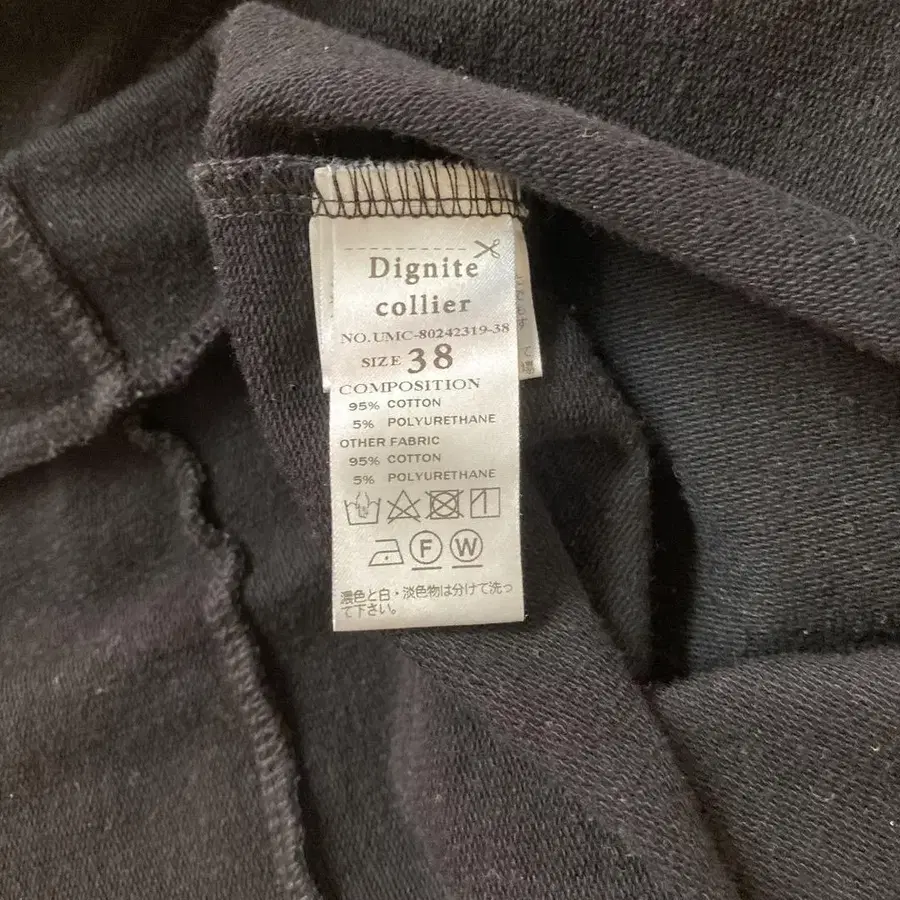 Dignite
collier
NO.UMC-80242319-38
SIZE 38
COMPOSITION
95% COTTON
5% POLYURETHANE
OTHER FABRIC
95% COTTON
5% POLYURETHANE
F W
濃色と白・淡色物は分けて洗っ
て下さい。